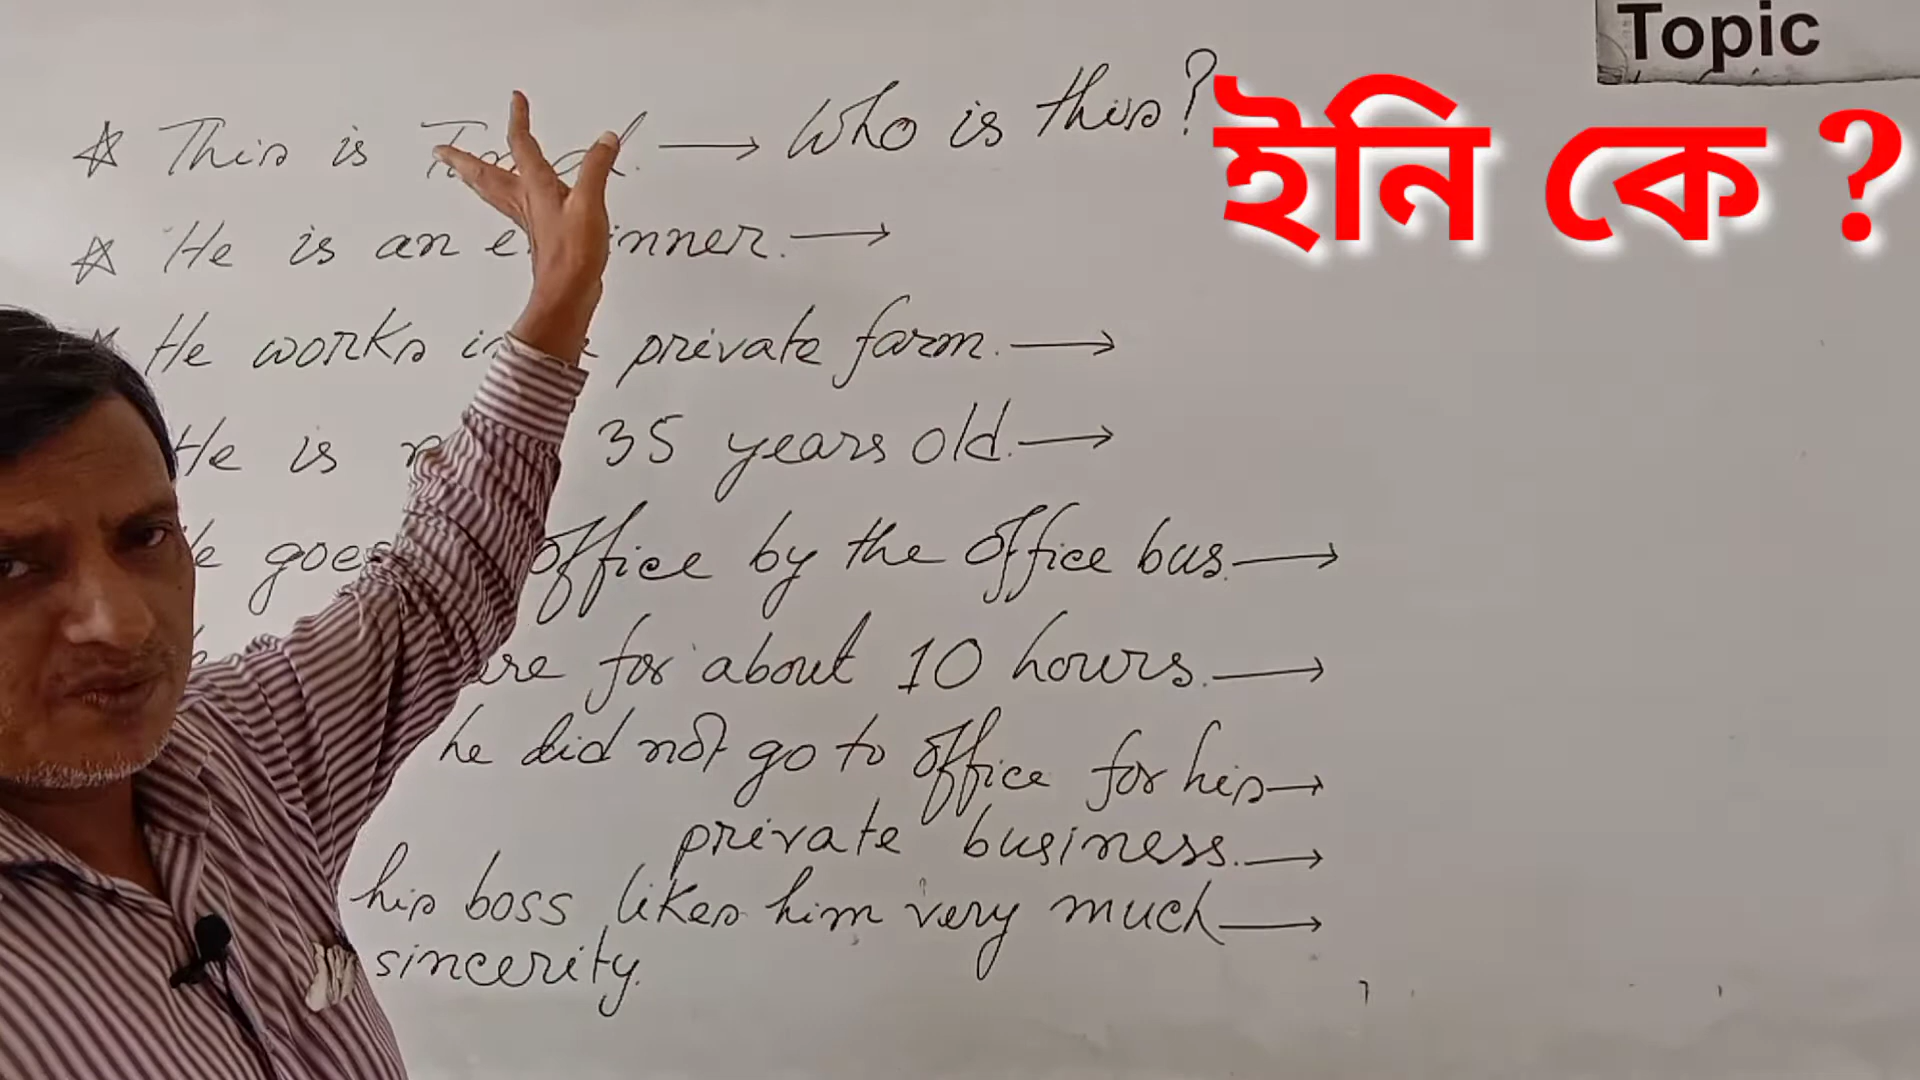 Topic
This is → Who is this?
ইনি কে ?
He is an →
He works private farm. →
He is 35 years old. →
goes office by the office bus. →
for about 10 hours. →
he did not go to office for his →
private business. →
his boss likes him very much →
sincerity.